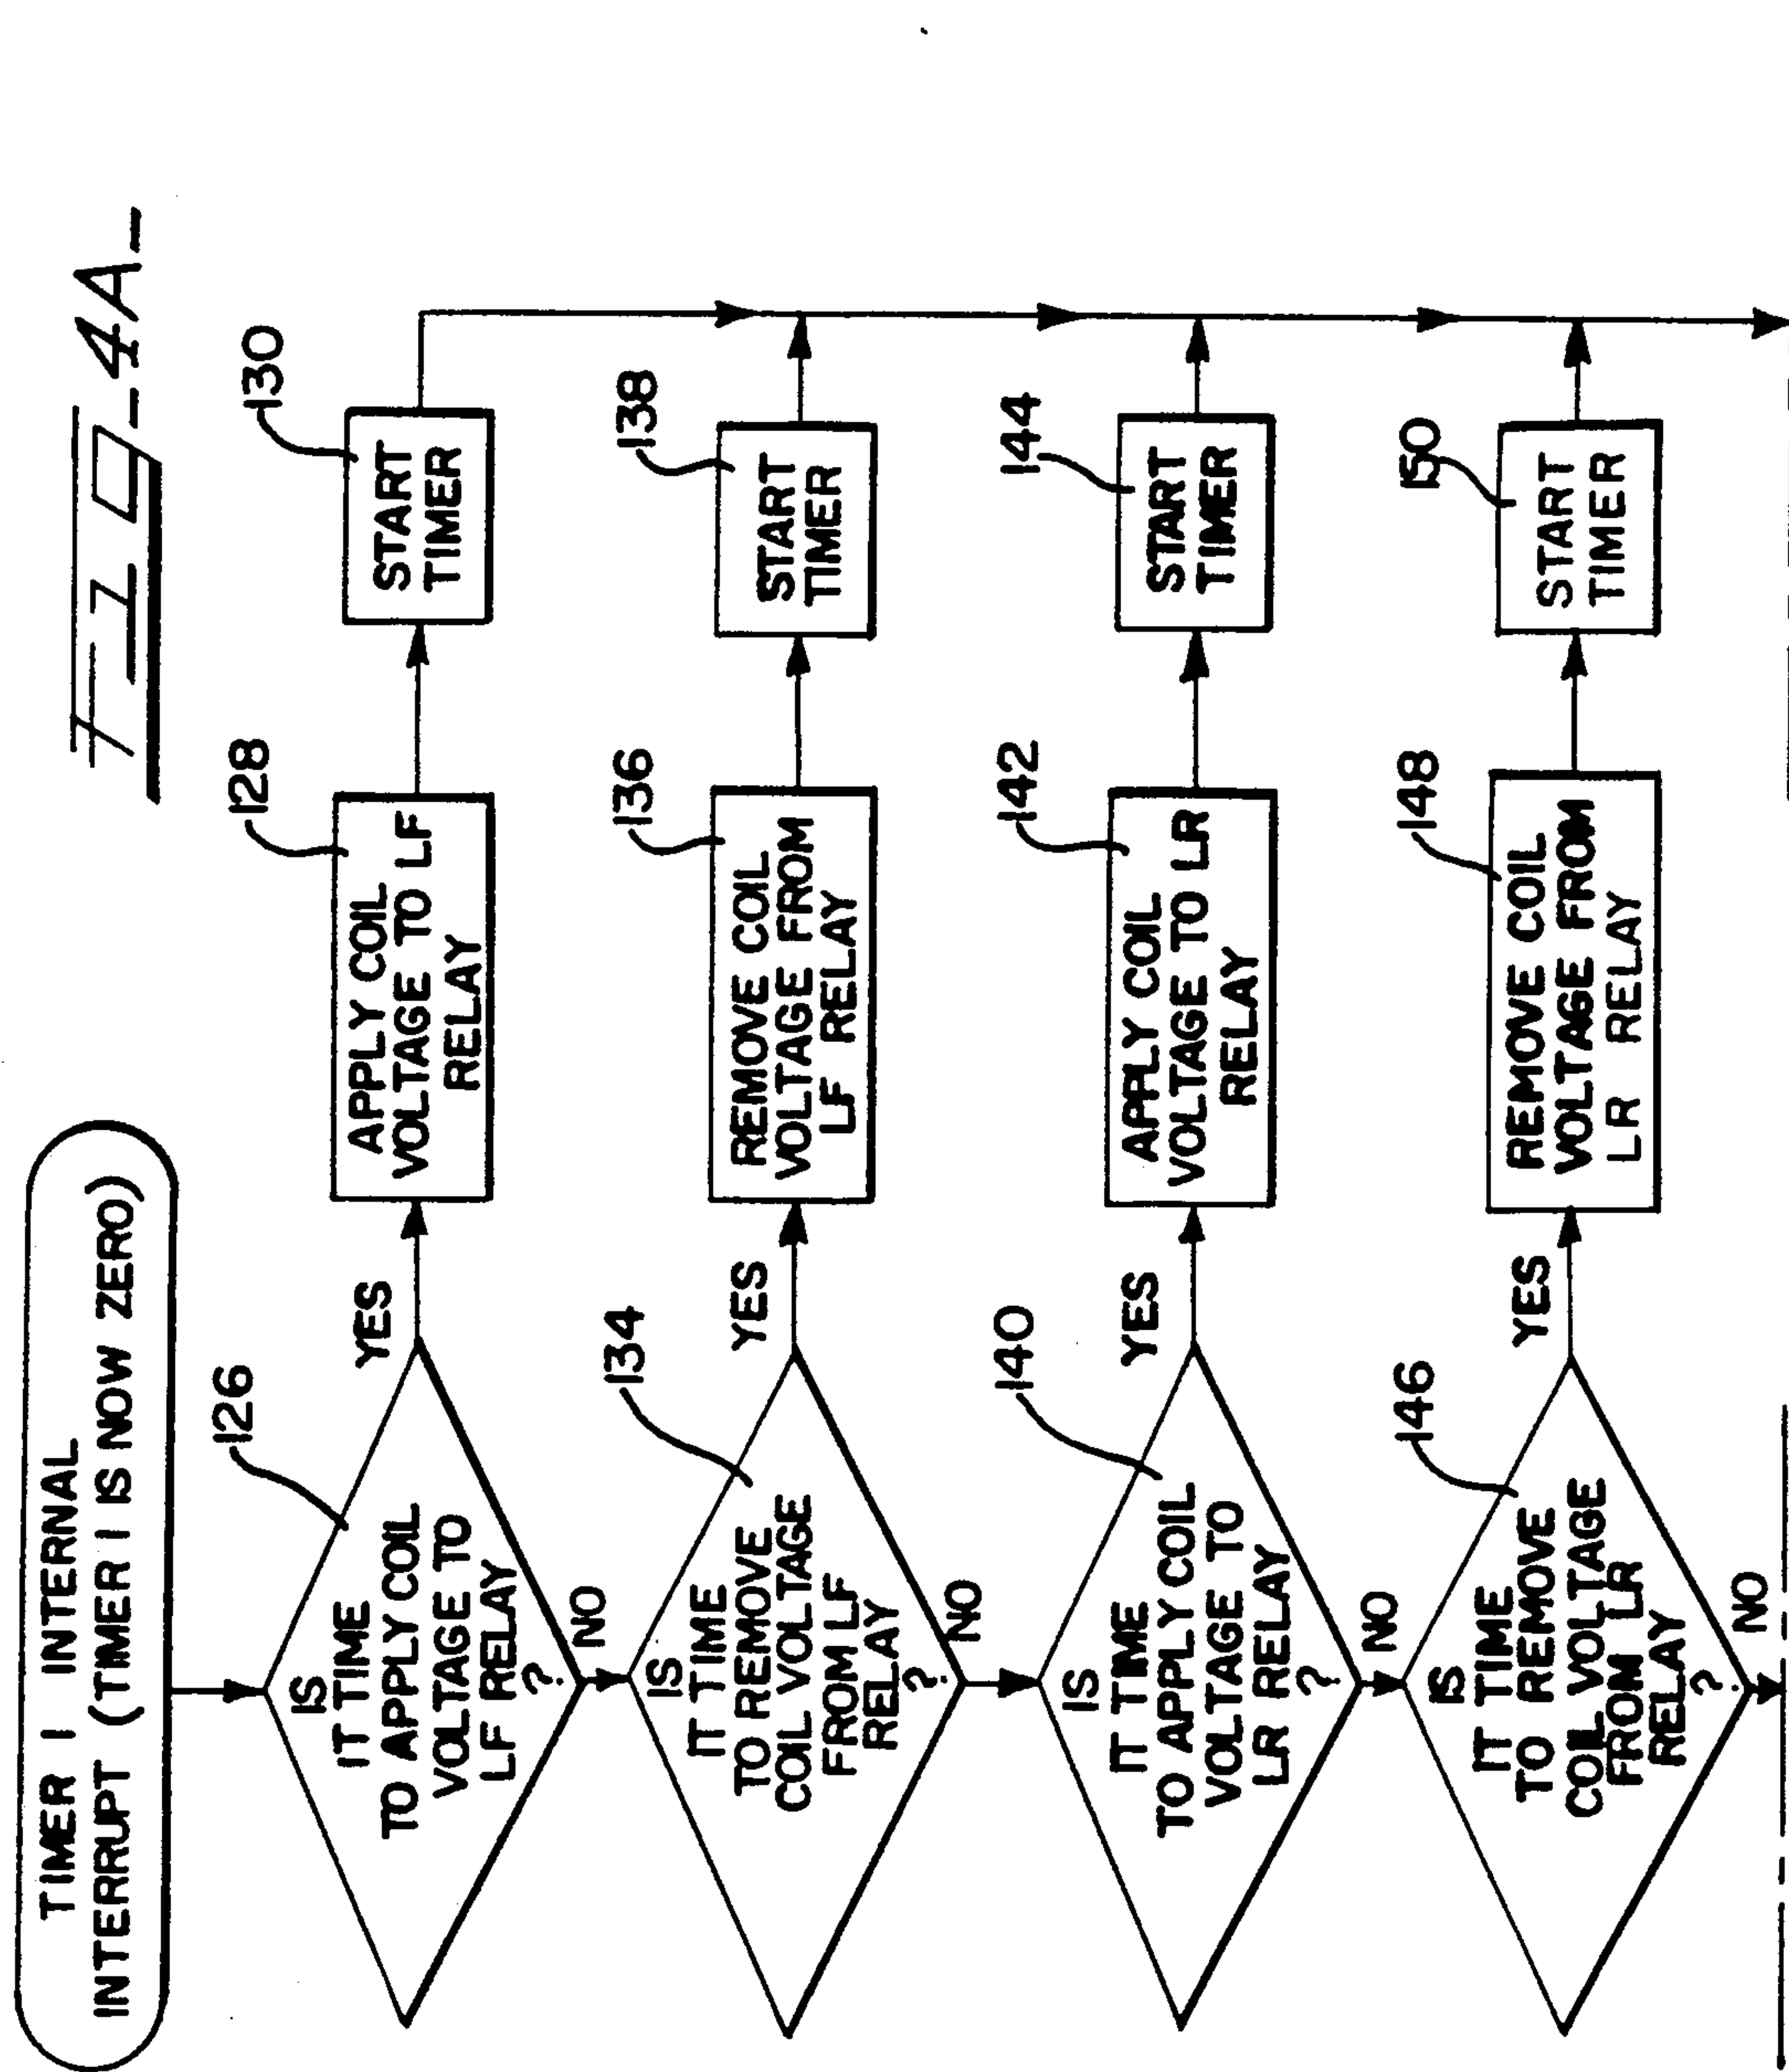 FIG-4A-
TIMER 1 INTERNAL
INTERRUPT (TIMER 1 IS NOW ZERO)
126
IS
IT TIME
TO APPLY COIL
VOLTAGE TO
LF RELAY
?
YES
NO
128
APPLY COIL
VOLTAGE TO LF
RELAY
130
START
TIMER
134
IS
IT TIME
TO REMOVE
COIL VOLTAGE
FROM LF
RELAY
?
YES
NO
136
REMOVE COIL
VOLTAGE FROM
LF RELAY
138
START
TIMER
140
IS
IT TIME
TO APPLY COIL
VOLTAGE TO
LR RELAY
?
YES
NO
142
APPLY COIL
VOLTAGE TO LR
RELAY
144
START
TIMER
146
IS
IT TIME
TO REMOVE
COIL VOLTAGE
FROM LR
RELAY
?
YES
NO
148
REMOVE COIL
VOLTAGE FROM
LR RELAY
150
START
TIMER